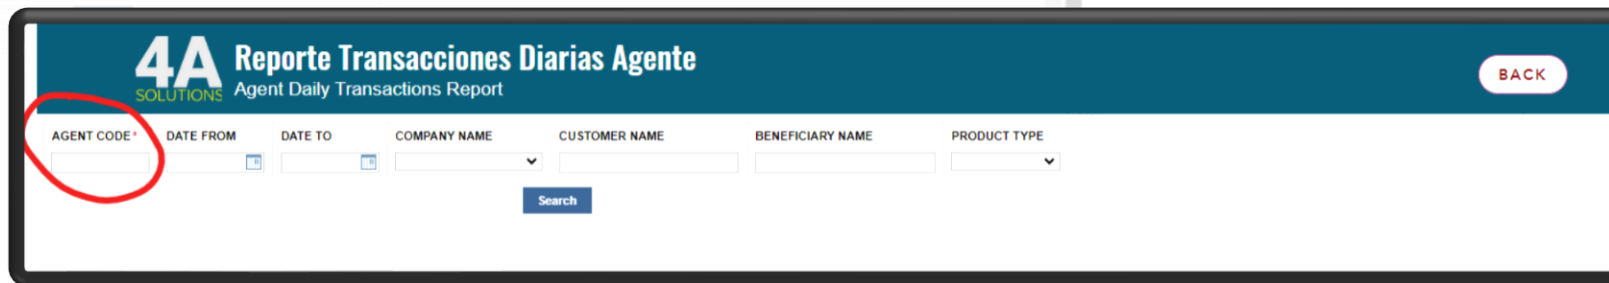 4A
SOLUTIONS
Reporte Transacciones Diarias Agente
Agent Daily Transactions Report
BACK
AGENT CODE* DATE FROM DATE TO COMPANY NAME CUSTOMER NAME BENEFICIARY NAME PRODUCT TYPE
Search